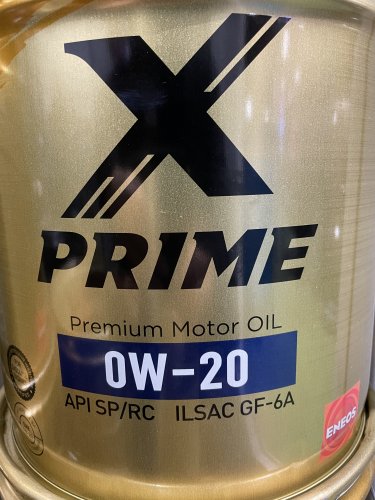 X
PRIME
Premium Motor OIL
0W-20
API SP/RC ILSAC GF-6A
ENEOS